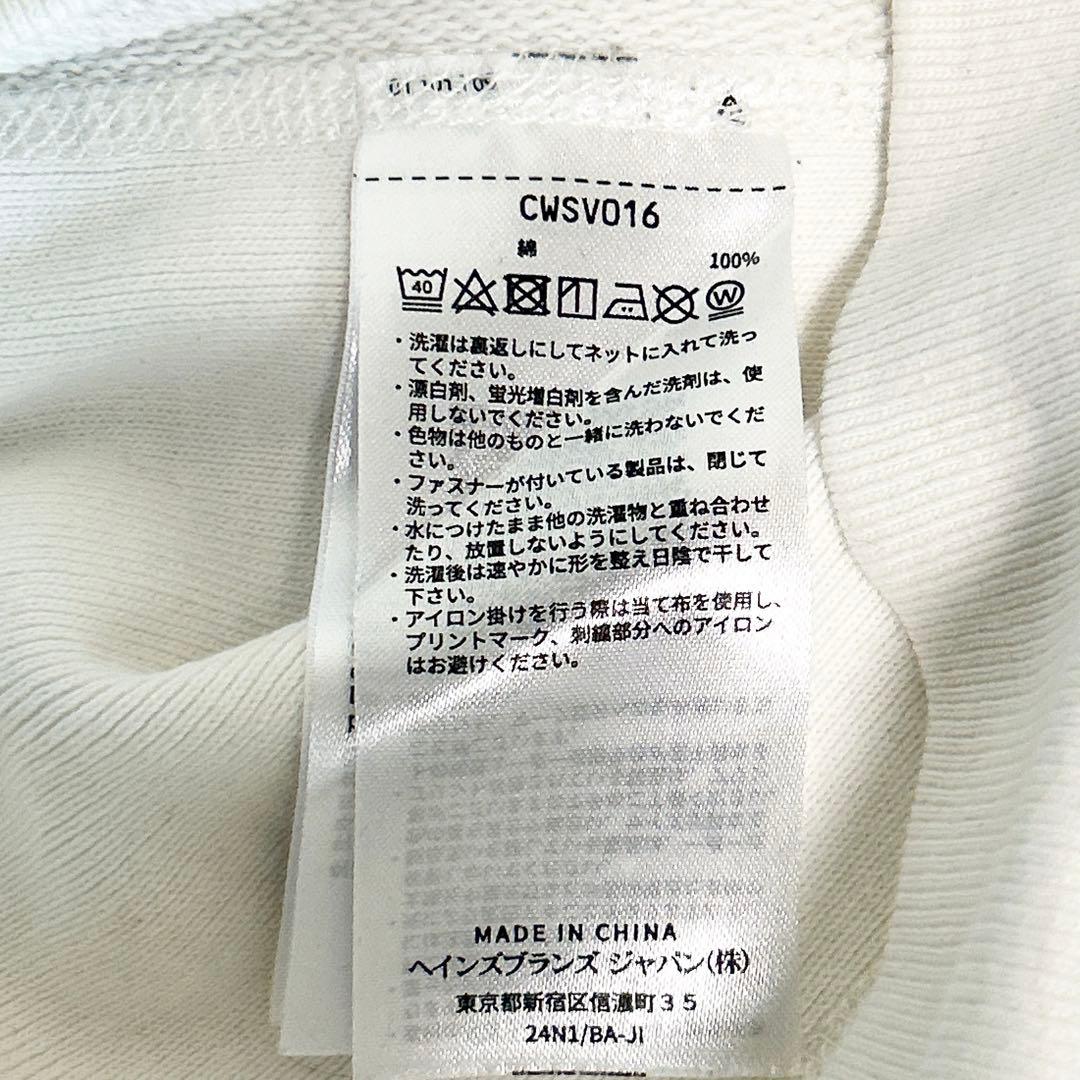 CWSV016
綿 100%
40
W
・洗濯は裏返しにしてネットに入れて洗っ
てください。
・漂白剤、蛍光増白剤を含んだ洗剤は、使
用しないでください。
・色物は他のものと一緒に洗わないでくだ
さい。
・ファスナーが付いている製品は、閉じて
洗ってください。
・水につけたまま他の洗濯物と重ね合わせ
たり、放置しないようにしてください。
・洗濯後は速やかに形を整え日陰で干して
下さい。
・アイロン掛けを行う際は当て布を使用し、
プリントマーク、刺繍部分へのアイロン
はお避けください。
MADE IN CHINA
ヘインズブランズ ジャパン(株)
東京都新宿区信濃町35
24N1/BA-JI